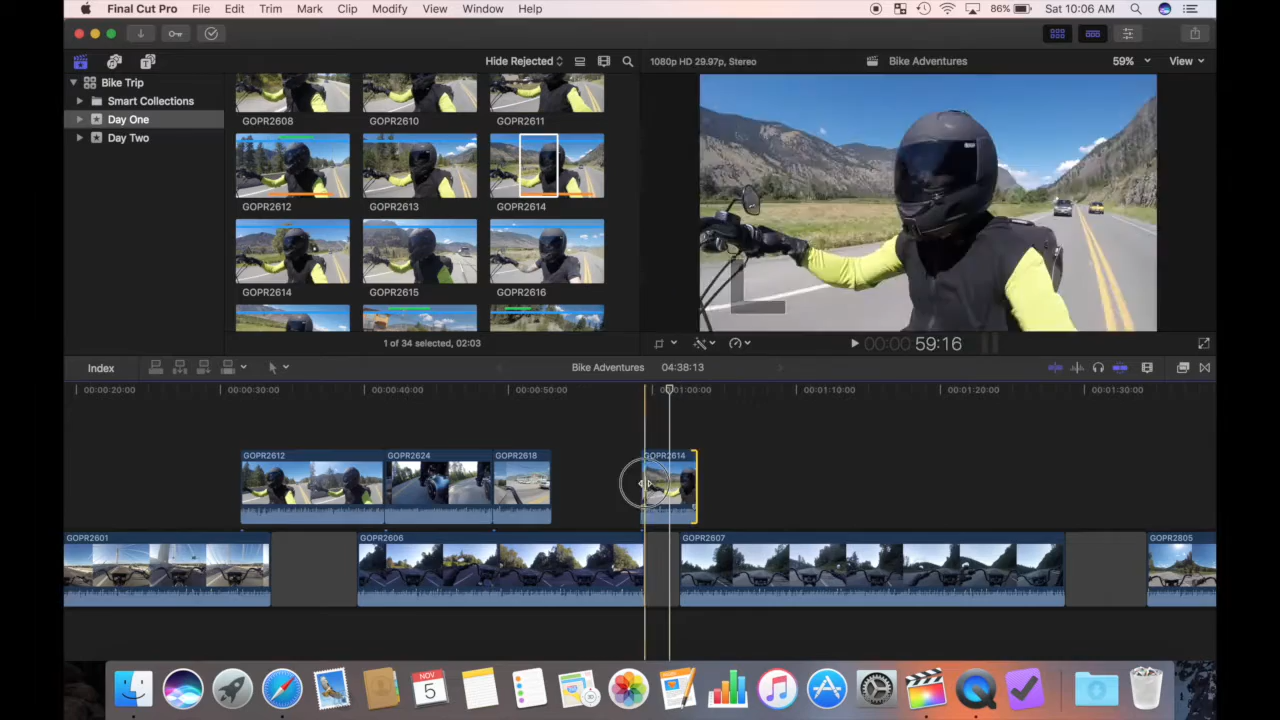 Final Cut Pro File Edit Trim Mark Clip Modify View Window Help 86% Sat 10:06 AM
Hide Rejected 1080p HD 29.97p, Stereo Bike Adventures 59% View
Bike Trip
Smart Collections
Day One
Day Two
GOPR2608 GOPR2610 GOPR2611
GOPR2612 GOPR2613 GOPR2614
GOPR2614 GOPR2615 GOPR2616
1 of 34 selected, 02:03
00:00:00 59:16
Index Bike Adventures 04:38:13
00:00:20:00 00:00:30:00 00:00:40:00 00:00:50:00 00:01:00:00 00:01:10:00 00:01:20:00 00:01:30:00
GOPR2612 GOPR2624 GOPR2618 GOPR2614
GOPR2601 GOPR2606 GOPR2607 GOPR2805
NOV
5